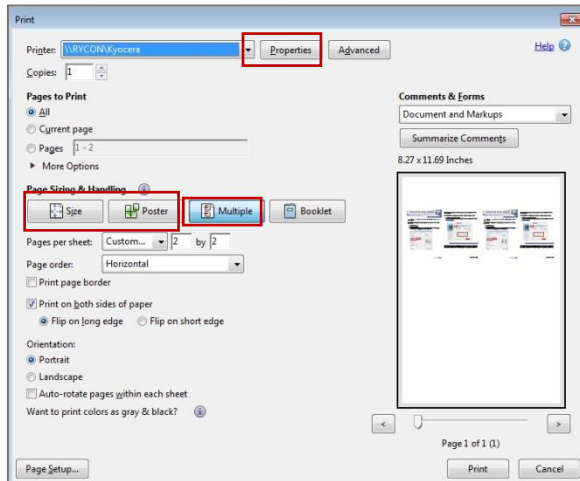 Print
Printer: \\RYCON\Kyocera Properties Advanced Help
Copies: 1
Pages to Print
All
Current page
Pages 1 - 2
More Options
Comments & Forms
Document and Markups
Summarize Comments
8.27 x 11.69 Inches
Page Sizing & Handling
Size Poster Multiple Booklet
Pages per sheet: Custom... 2 by 2
Page order: Horizontal
Print page border
Print on both sides of paper
Flip on long edge Flip on short edge
Orientation:
Portrait
Landscape
Auto-rotate pages within each sheet
Want to print colors as gray & black?
< >
Page 1 of 1 (1)
Page Setup... Print Cancel